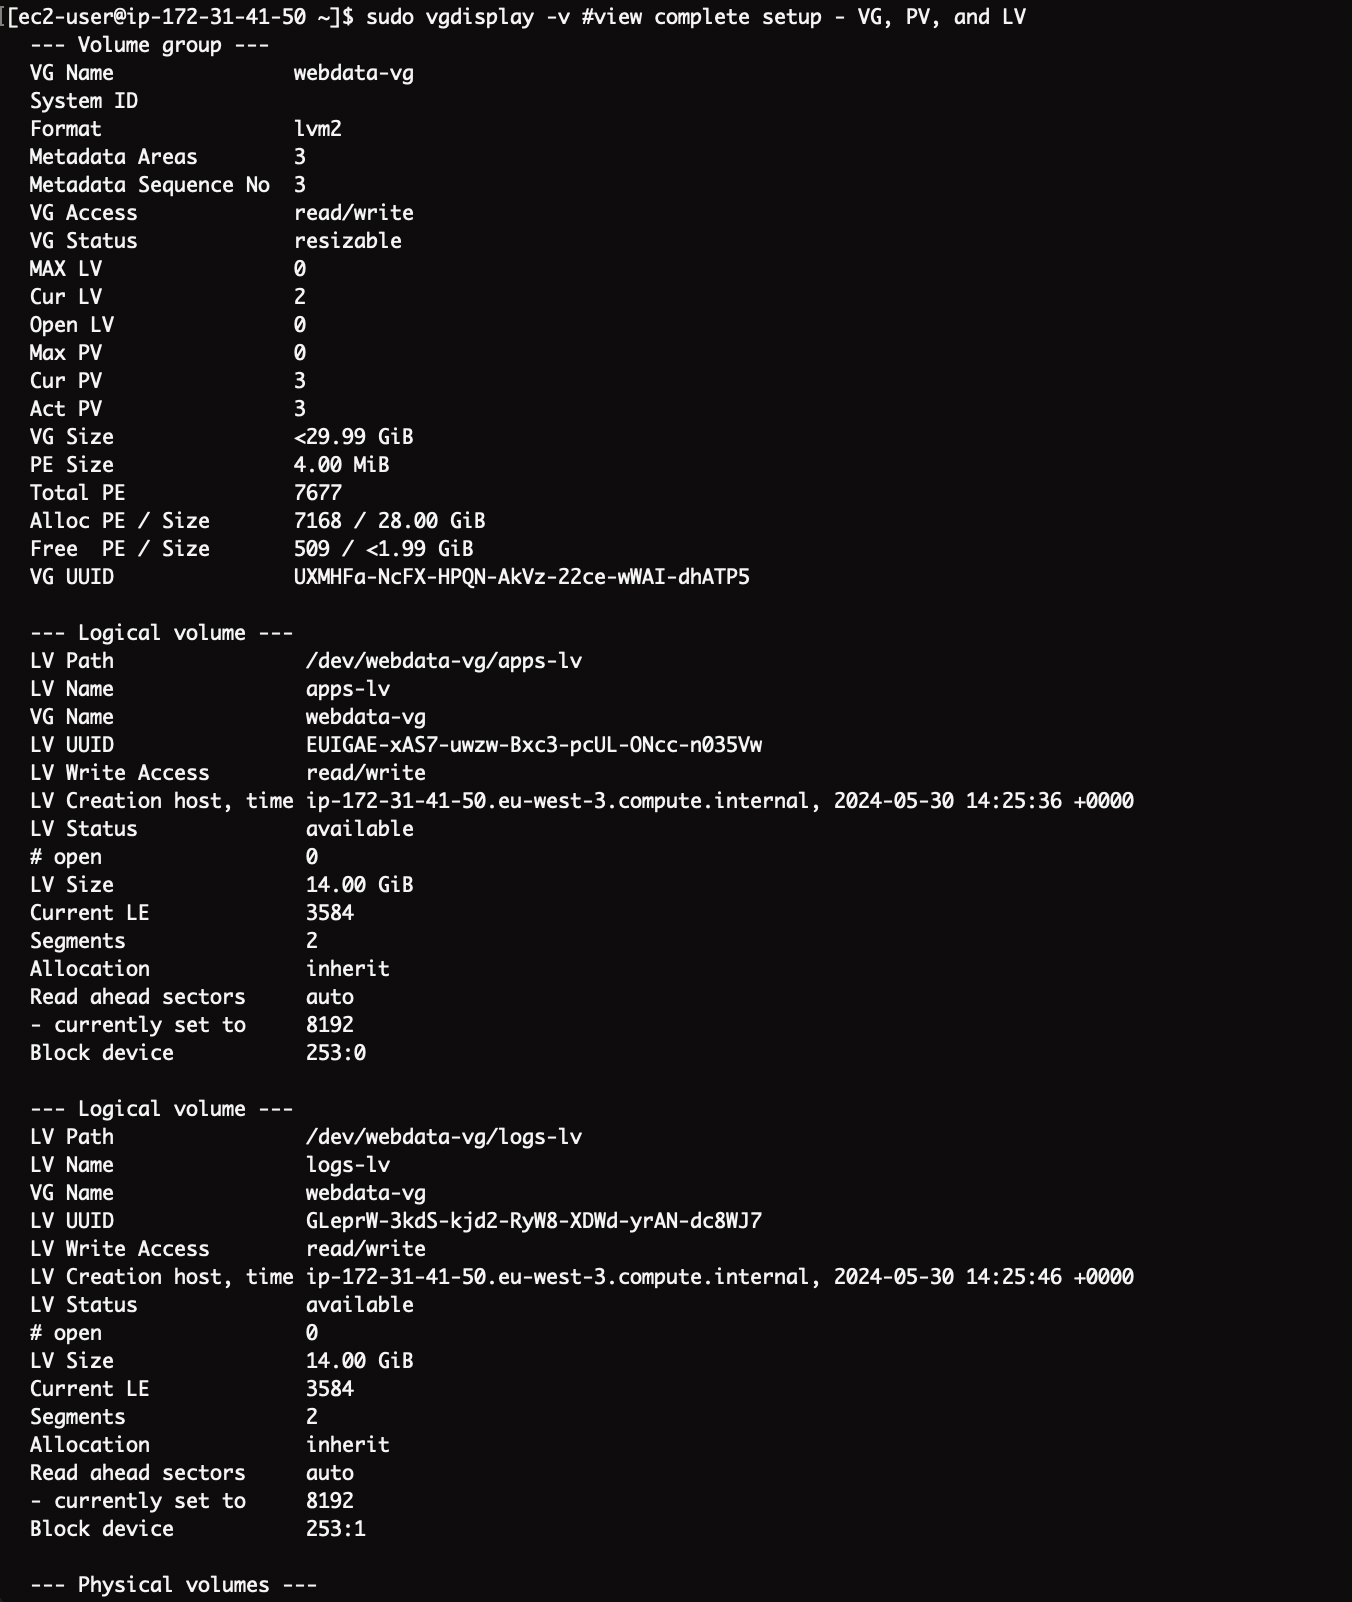 [[ec2-user@ip-172-31-41-50 ~]$ sudo vgdisplay -v #view complete setup - VG, PV, and LV
--- Volume group ---
VG Name               webdata-vg
System ID
Format                lvm2
Metadata Areas        3
Metadata Sequence No  3
VG Access             read/write
VG Status             resizable
MAX LV                0
Cur LV                2
Open LV               0
Max PV                0
Cur PV                3
Act PV                3
VG Size               <29.99 GiB
PE Size               4.00 MiB
Total PE              7677
Alloc PE / Size       7168 / 28.00 GiB
Free  PE / Size       509 / <1.99 GiB
VG UUID               UXMHFa-NcFX-HPQN-AkVz-22ce-wWAI-dhATP5

--- Logical volume ---
LV Path                /dev/webdata-vg/apps-lv
LV Name                apps-lv
VG Name                webdata-vg
LV UUID                EUIGAE-xAS7-uwzw-Bxc3-pcUL-ONcc-n035Vw
LV Write Access        read/write
LV Creation host, time ip-172-31-41-50.eu-west-3.compute.internal, 2024-05-30 14:25:36 +0000
LV Status              available
# open                 0
LV Size                14.00 GiB
Current LE             3584
Segments               2
Allocation             inherit
Read ahead sectors     auto
- currently set to     8192
Block device           253:0

--- Logical volume ---
LV Path                /dev/webdata-vg/logs-lv
LV Name                logs-lv
VG Name                webdata-vg
LV UUID                GLeprW-3kdS-kjd2-RyW8-XDWd-yrAN-dc8WJ7
LV Write Access        read/write
LV Creation host, time ip-172-31-41-50.eu-west-3.compute.internal, 2024-05-30 14:25:46 +0000
LV Status              available
# open                 0
LV Size                14.00 GiB
Current LE             3584
Segments               2
Allocation             inherit
Read ahead sectors     auto
- currently set to     8192
Block device           253:1

--- Physical volumes ---